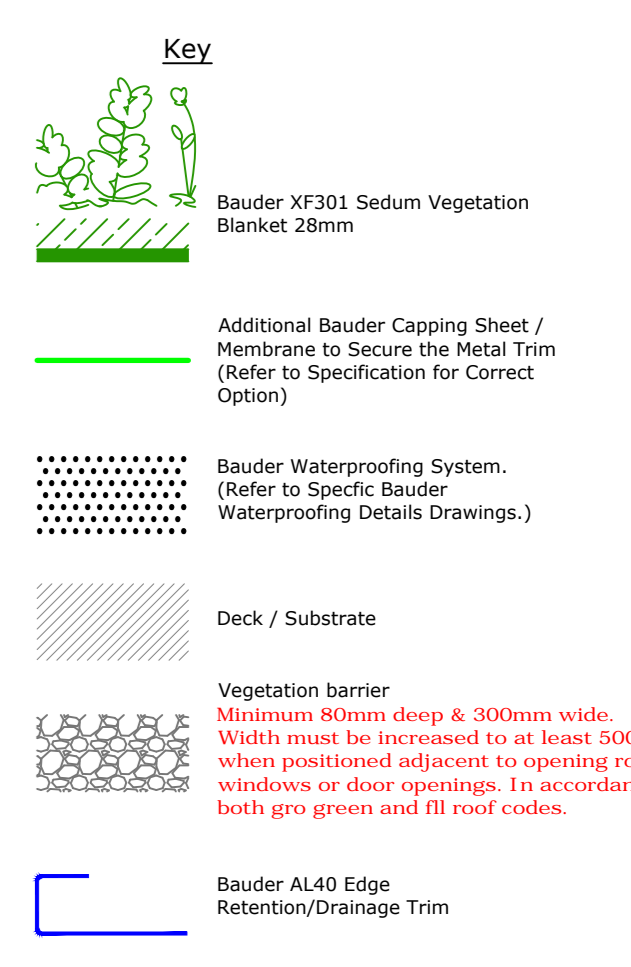 Key
Bauder XF301 Sedum Vegetation
Blanket 28mm
Additional Bauder Capping Sheet /
Membrane to Secure the Metal Trim
(Refer to Specification for Correct
Option)
Bauder Waterproofing System.
(Refer to Specfic Bauder
Waterproofing Details Drawings.)
Deck / Substrate
Vegetation barrier
Minimum 80mm deep & 300mm wide.
Width must be increased to at least 500
when positioned adjacent to opening
windows or door openings. In
both gro green and fll roof codes.
Bauder AL40 Edge
Retention/Drainage Trim